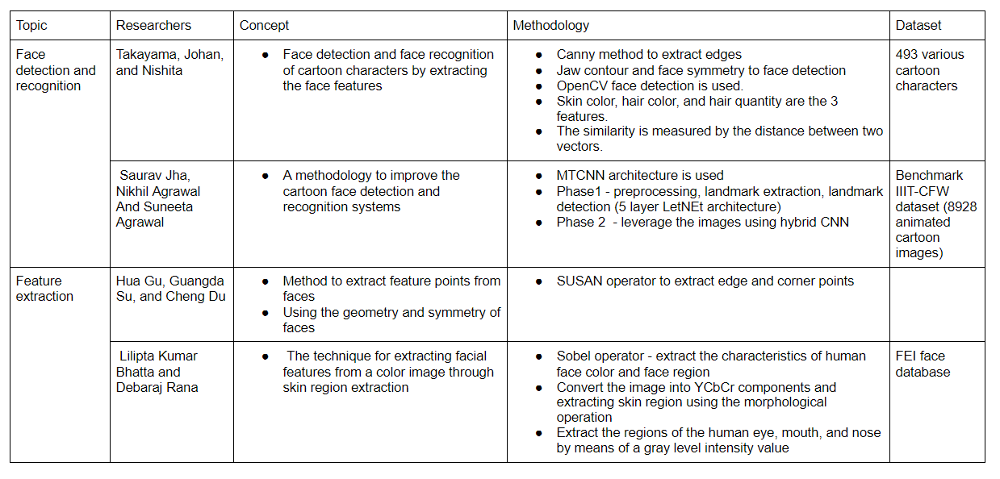 Topic
Researchers
Concept
Methodology
Dataset
Face
detection and
recognition
Takayama, Johan,
and Nishita
● Face detection and face recognition
of cartoon characters by extracting
the face features
● Canny method to extract edges
● Jaw contour and face symmetry to face detection
● OpenCV face detection is used.
● Skin color, hair color, and hair quantity are the 3
features.
● The similarity is measured by the distance between two
vectors.
493 various
cartoon
characters
Saurav Jha,
Nikhil Agrawal
And Suneeta
Agrawal
● A methodology to improve the
cartoon face detection and
recognition systems
● MTCNN architecture is used
● Phase1 - preprocessing, landmark extraction, landmark
detection (5 layer LetNEt architecture)
● Phase 2  - leverage the images using hybrid CNN
Benchmark
IIIT-CFW
dataset (8928
animated
cartoon
images)
Feature
extraction
Hua Gu, Guangda
Su, and Cheng Du
● Method to extract feature points from
faces
● Using the geometry and symmetry of
faces
● SUSAN operator to extract edge and corner points
Lilipta Kumar
Bhatta and
Debaraj Rana
● The technique for extracting facial
features from a color image through
skin region extraction
● Sobel operator - extract the characteristics of human
face color and face region
● Convert the image into YCbCr components and
extracting skin region using the morphological
operation
● Extract the regions of the human eye, mouth, and nose
by means of a gray level intensity value
FEI face
database